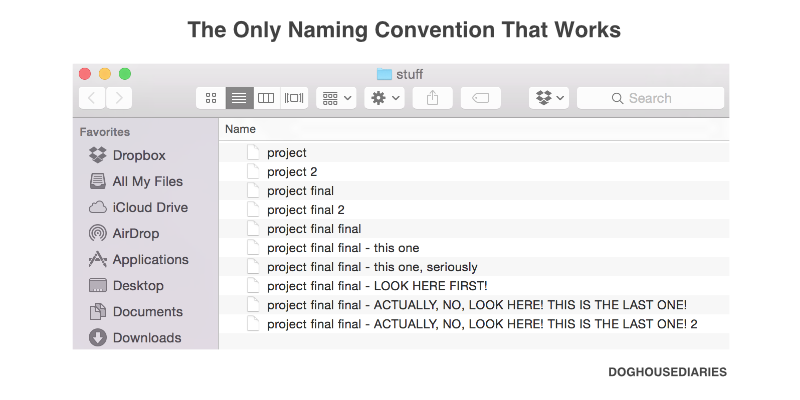 The Only Naming Convention That Works
stuff
Search
Favorites
Dropbox
All My Files
iCloud Drive
AirDrop
Applications
Desktop
Documents
Downloads
Name
project
project 2
project final
project final 2
project final final
project final final - this one
project final final - this one, seriously
project final final - LOOK HERE FIRST!
project final final - ACTUALLY, NO, LOOK HERE! THIS IS THE LAST ONE!
project final final - ACTUALLY, NO, LOOK HERE! THIS IS THE LAST ONE! 2
DOGHOUSEDIARIES